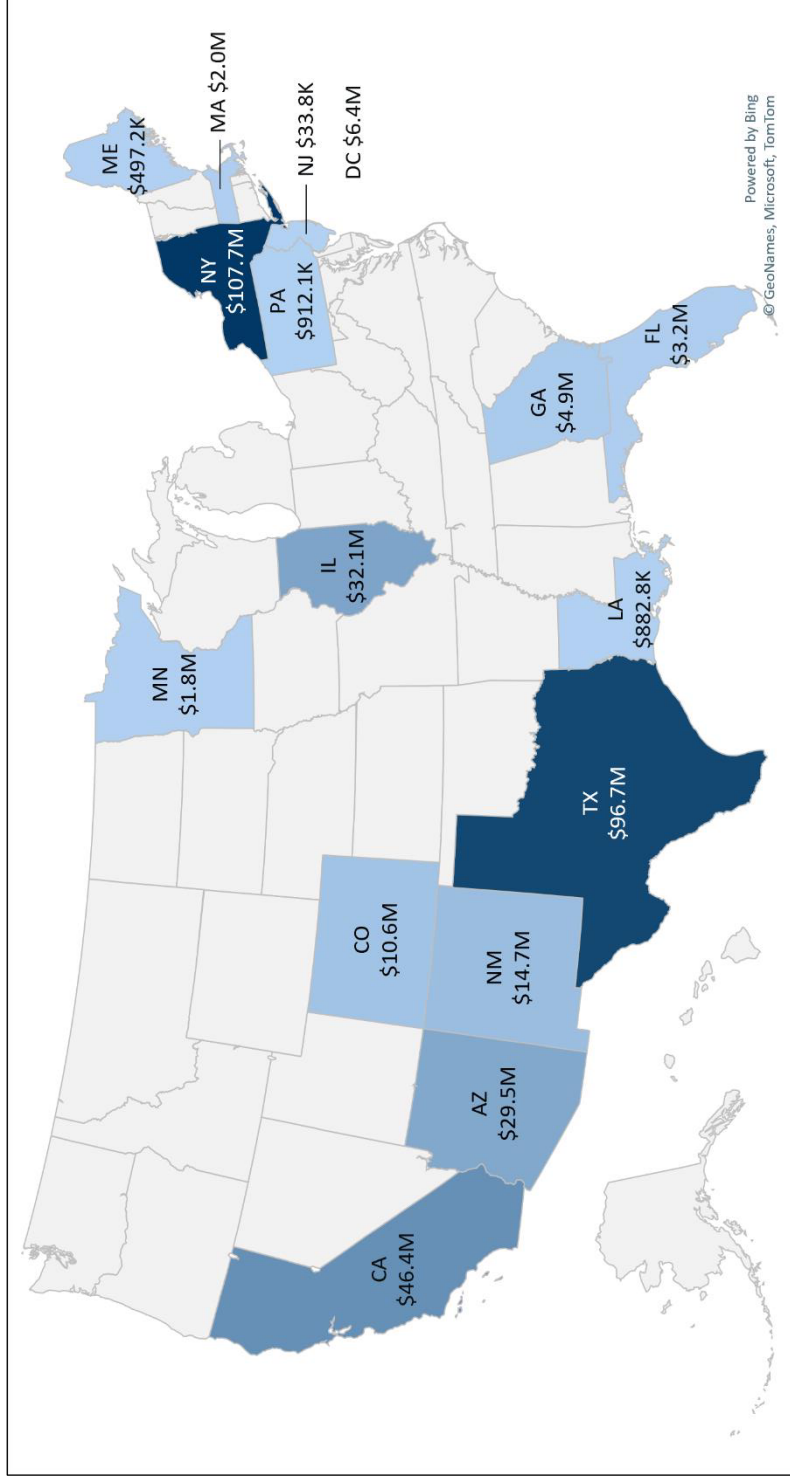 ME
$497.2K
MA $2.0M
NY
$107.7M
NJ $33.8K
PA
$912.1K
DC $6.4M
MN
$1.8M
IL
$32.1M
CO
$10.6M
CA
$46.4M
AZ
$29.5M
NM
$14.7M
TX
$96.7M
LA
$882.8K
GA
$4.9M
FL
$3.2M
Powered by Bing
© GeoNames, Microsoft, TomTom